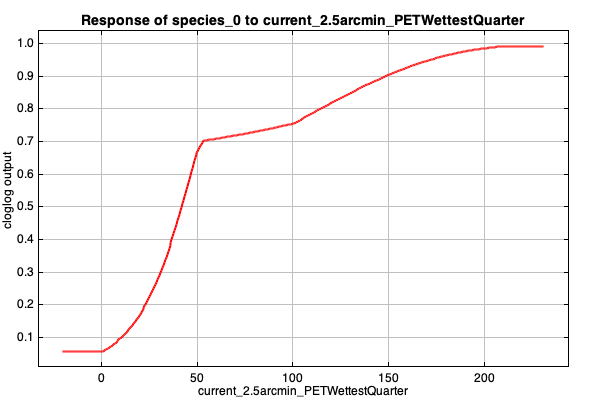 Response of species_0 to current_2.5arcmin_PETWettestQuarter
1.0
0.9
0.8
0.7
0.6
0.5
0.4
0.3
0.2
0.1
cloglog output
0 50 100 150 200
current_2.5arcmin_PETWettestQuarter